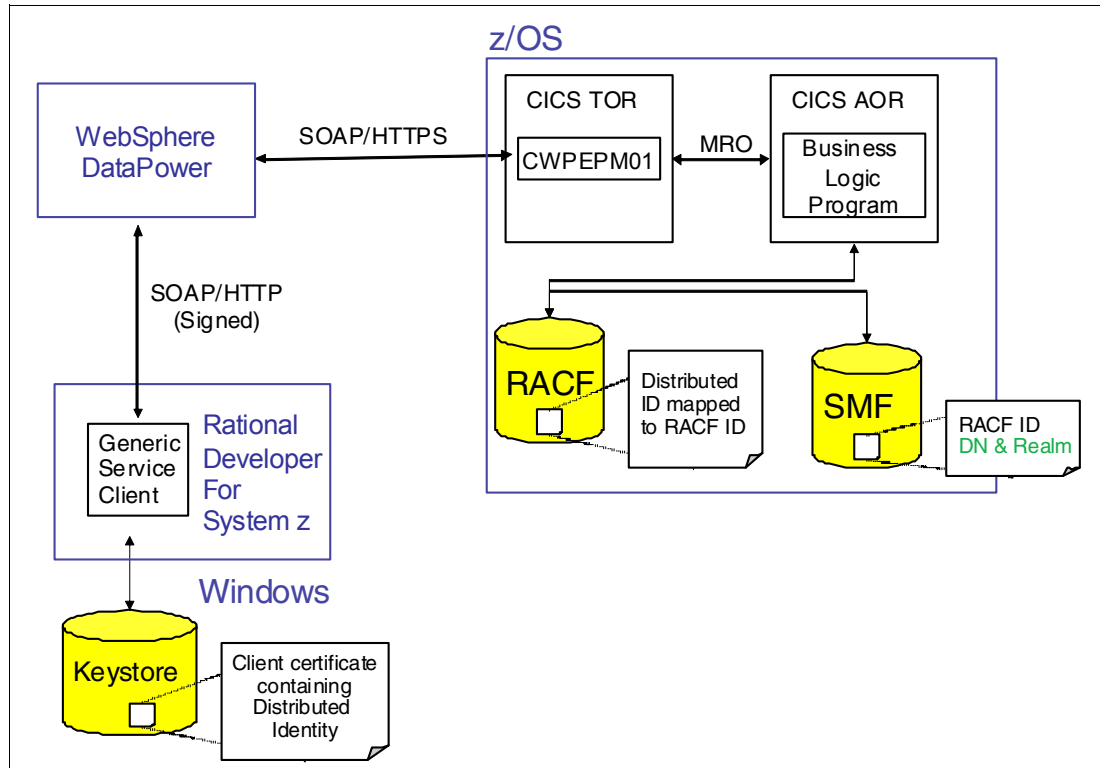 z/OS
WebSphere
DataPower
SOAP/HTTPS
CICS TOR
CWPEPM01
MRO
CICS AOR
Business
Logic
Program
SOAP/HTTP
(Signed)
RACF
Distributed
ID mapped
to RACF ID
SMF
RACF ID
DN & Realm
Generic
Service
Client
Rational
Developer
For
System z
Windows
Keystore
Client certificate
containing
Distributed
Identity